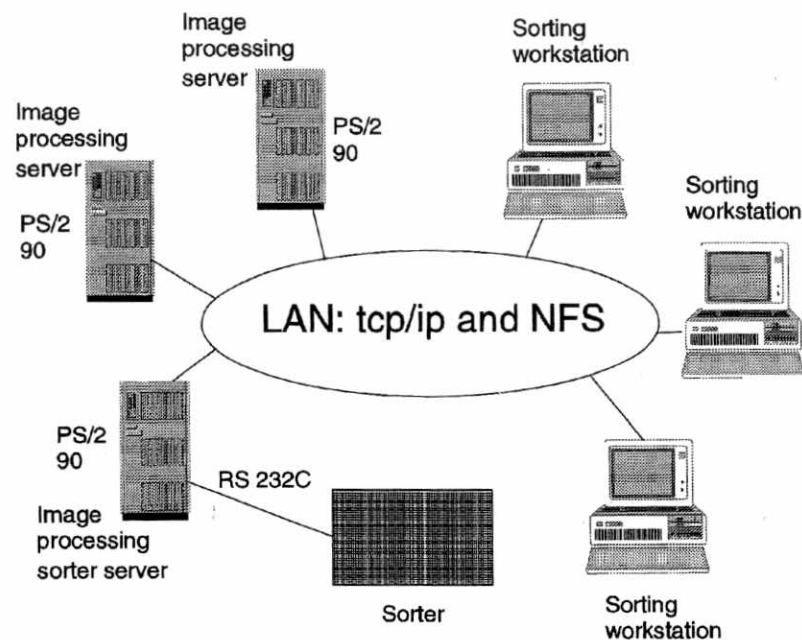 Image
processing
server
PS/2
90
Sorting
workstation
Image
processing
server
PS/2
90
Sorting
workstation
LAN: tcp/ip and NFS
PS/2
90
RS 232C
Image
processing
sorter server
Sorter
Sorting
workstation